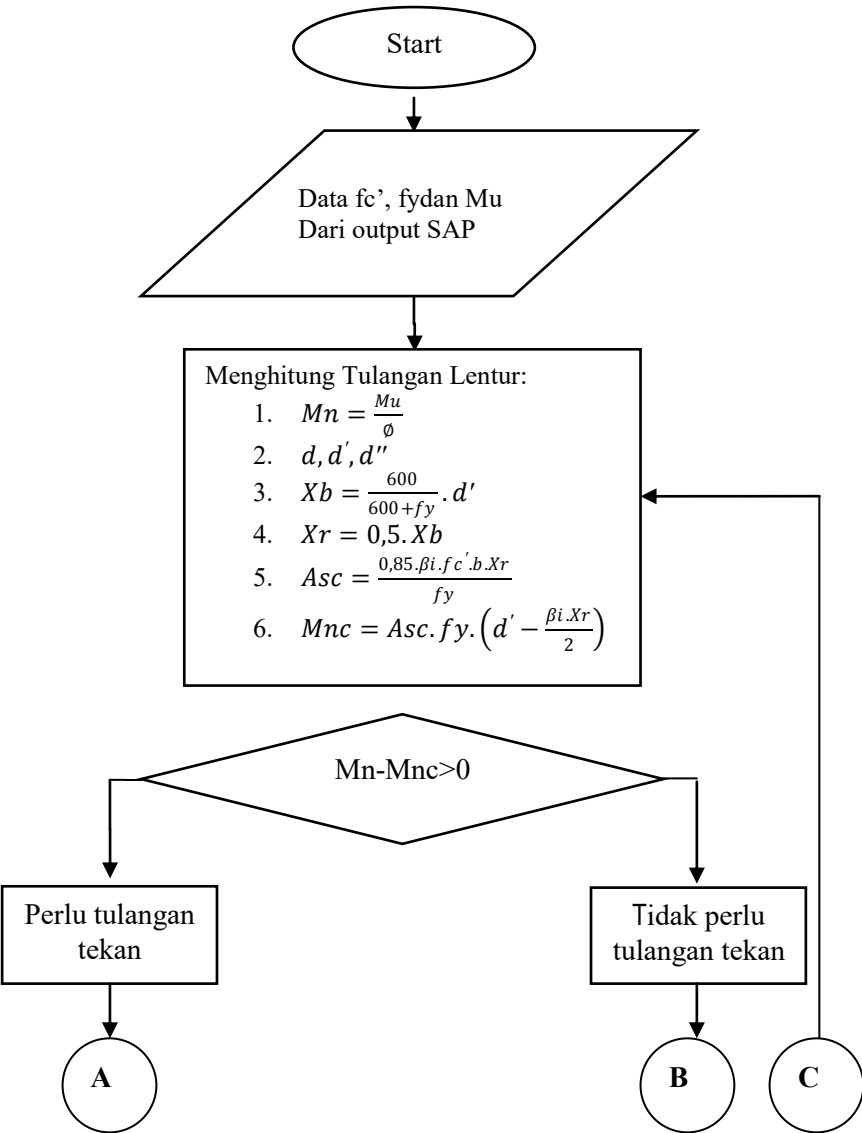 Start
Data fc’, fydan Mu
Dari output SAP
Menghitung Tulangan Lentur:
1. Mn = Mu/∅
2. d, d′, d′′
3. Xb = 600/(600+fy) . d′
4. Xr = 0,5. Xb
5. Asc = 0,85.βi.fc′.b.Xr/fy
6. Mnc = Asc. fy. (d′ − βi.Xr/2)
Mn-Mnc>0
Perlu tulangan
tekan
Tidak perlu
tulangan tekan
A
B
C